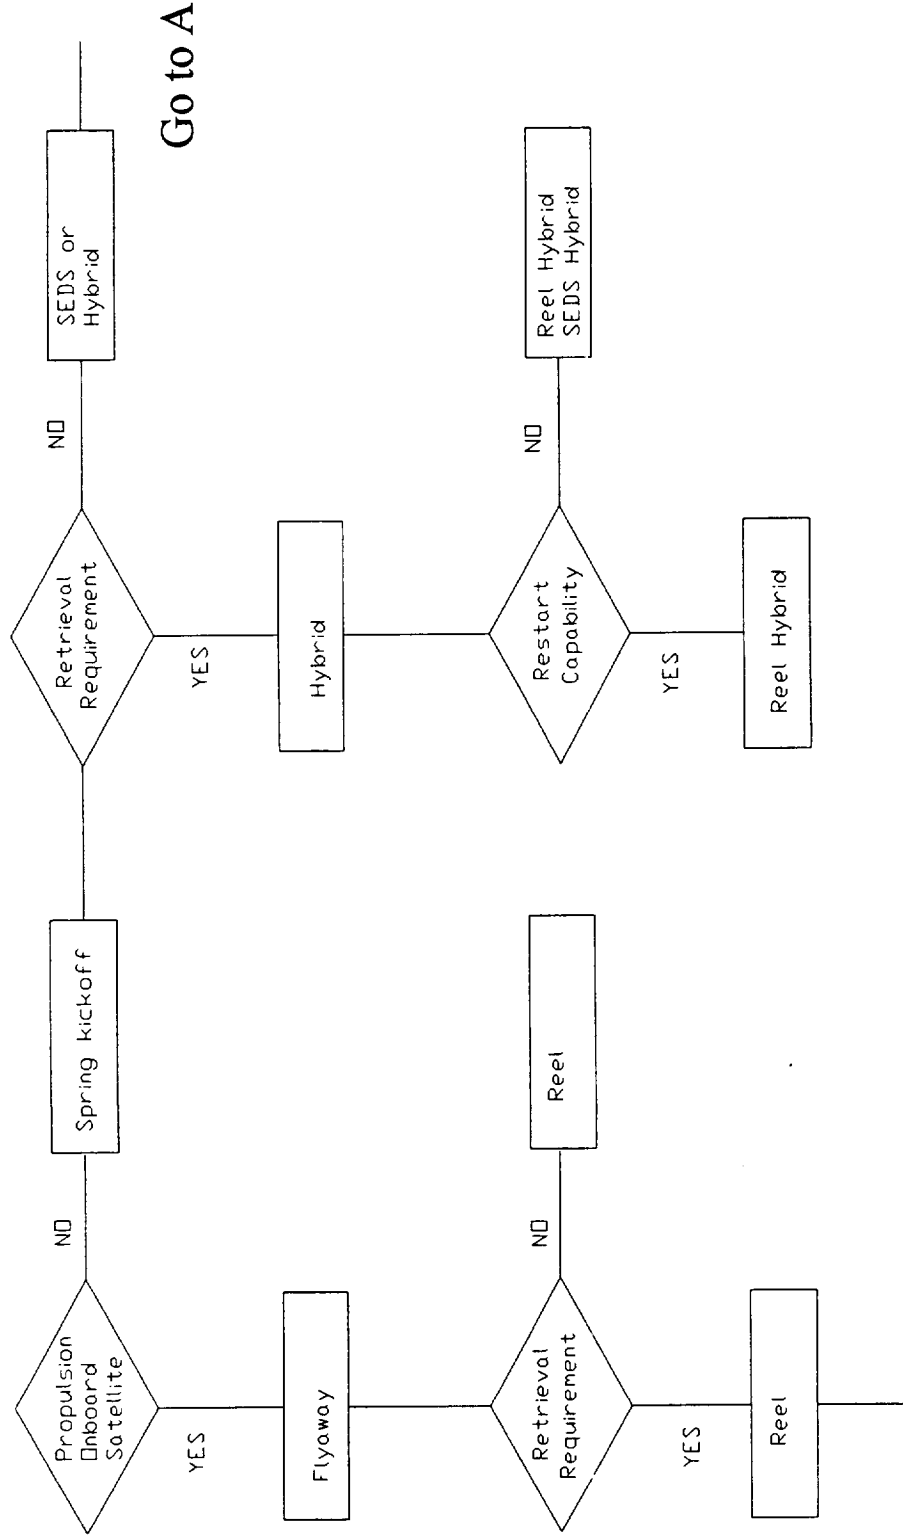 Propulsion
Onboard
Satellite
NO
Spring kickoff
Retrieval
Requirement
NO
SEDS or
Hybrid
Go to A
YES
Flyaway
YES
Hybrid
Retrieval
Requirement
NO
Reel
Restart
Capability
NO
Reel Hybrid
SEDS Hybrid
YES
Reel
YES
Reel Hybrid